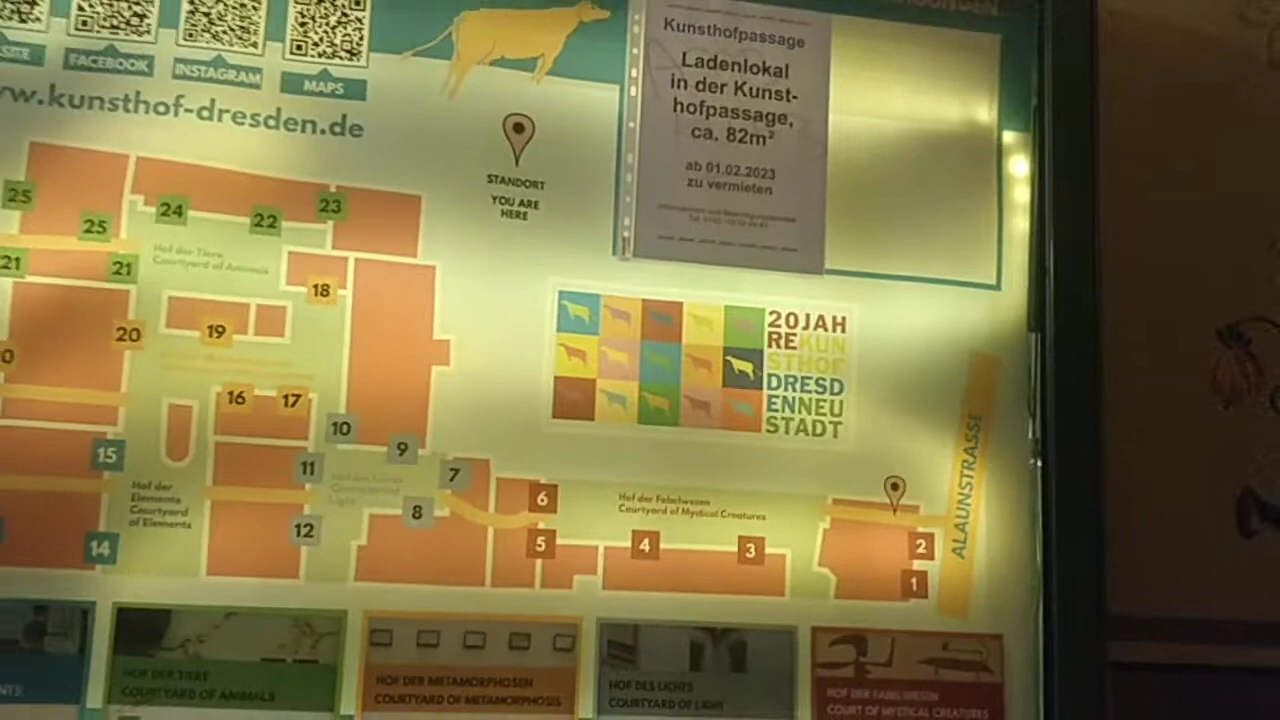 FACEBOOK
INSTAGRAM
MAPS
w.kunsthof-dresden.de
STANDORT
YOU ARE
HERE
Kunsthofpassage
Ladenlokal
in der Kunst-
hofpassage,
ca. 82m²
ab 01.02.2023
zu vermieten
25
25
24
22
23
21
21
Hof der Tiere
Courtyard of Animals
18
20
19
16
17
10
9
7
15
11
8
12
14
Hof der
Elemente
Courtyard
of Elements
6
5
4
3
2
1
Hof der Fabelwesen
Courtyard of Mystical Creatures
ALAUNSTRASSE
20JAH
REKUN
STHOF
DRESD
ENNEU
STADT
HOF DER TIERE
COURTYARD OF ANIMALS
HOF DER METAMORPHOSEN
COURTYARD OF METAMORPHOSIS
HOF DES LICHTS
COURTYARD OF LIGHT
HOF DER FABELWESEN
COURT OF MYSTICAL CREATURES